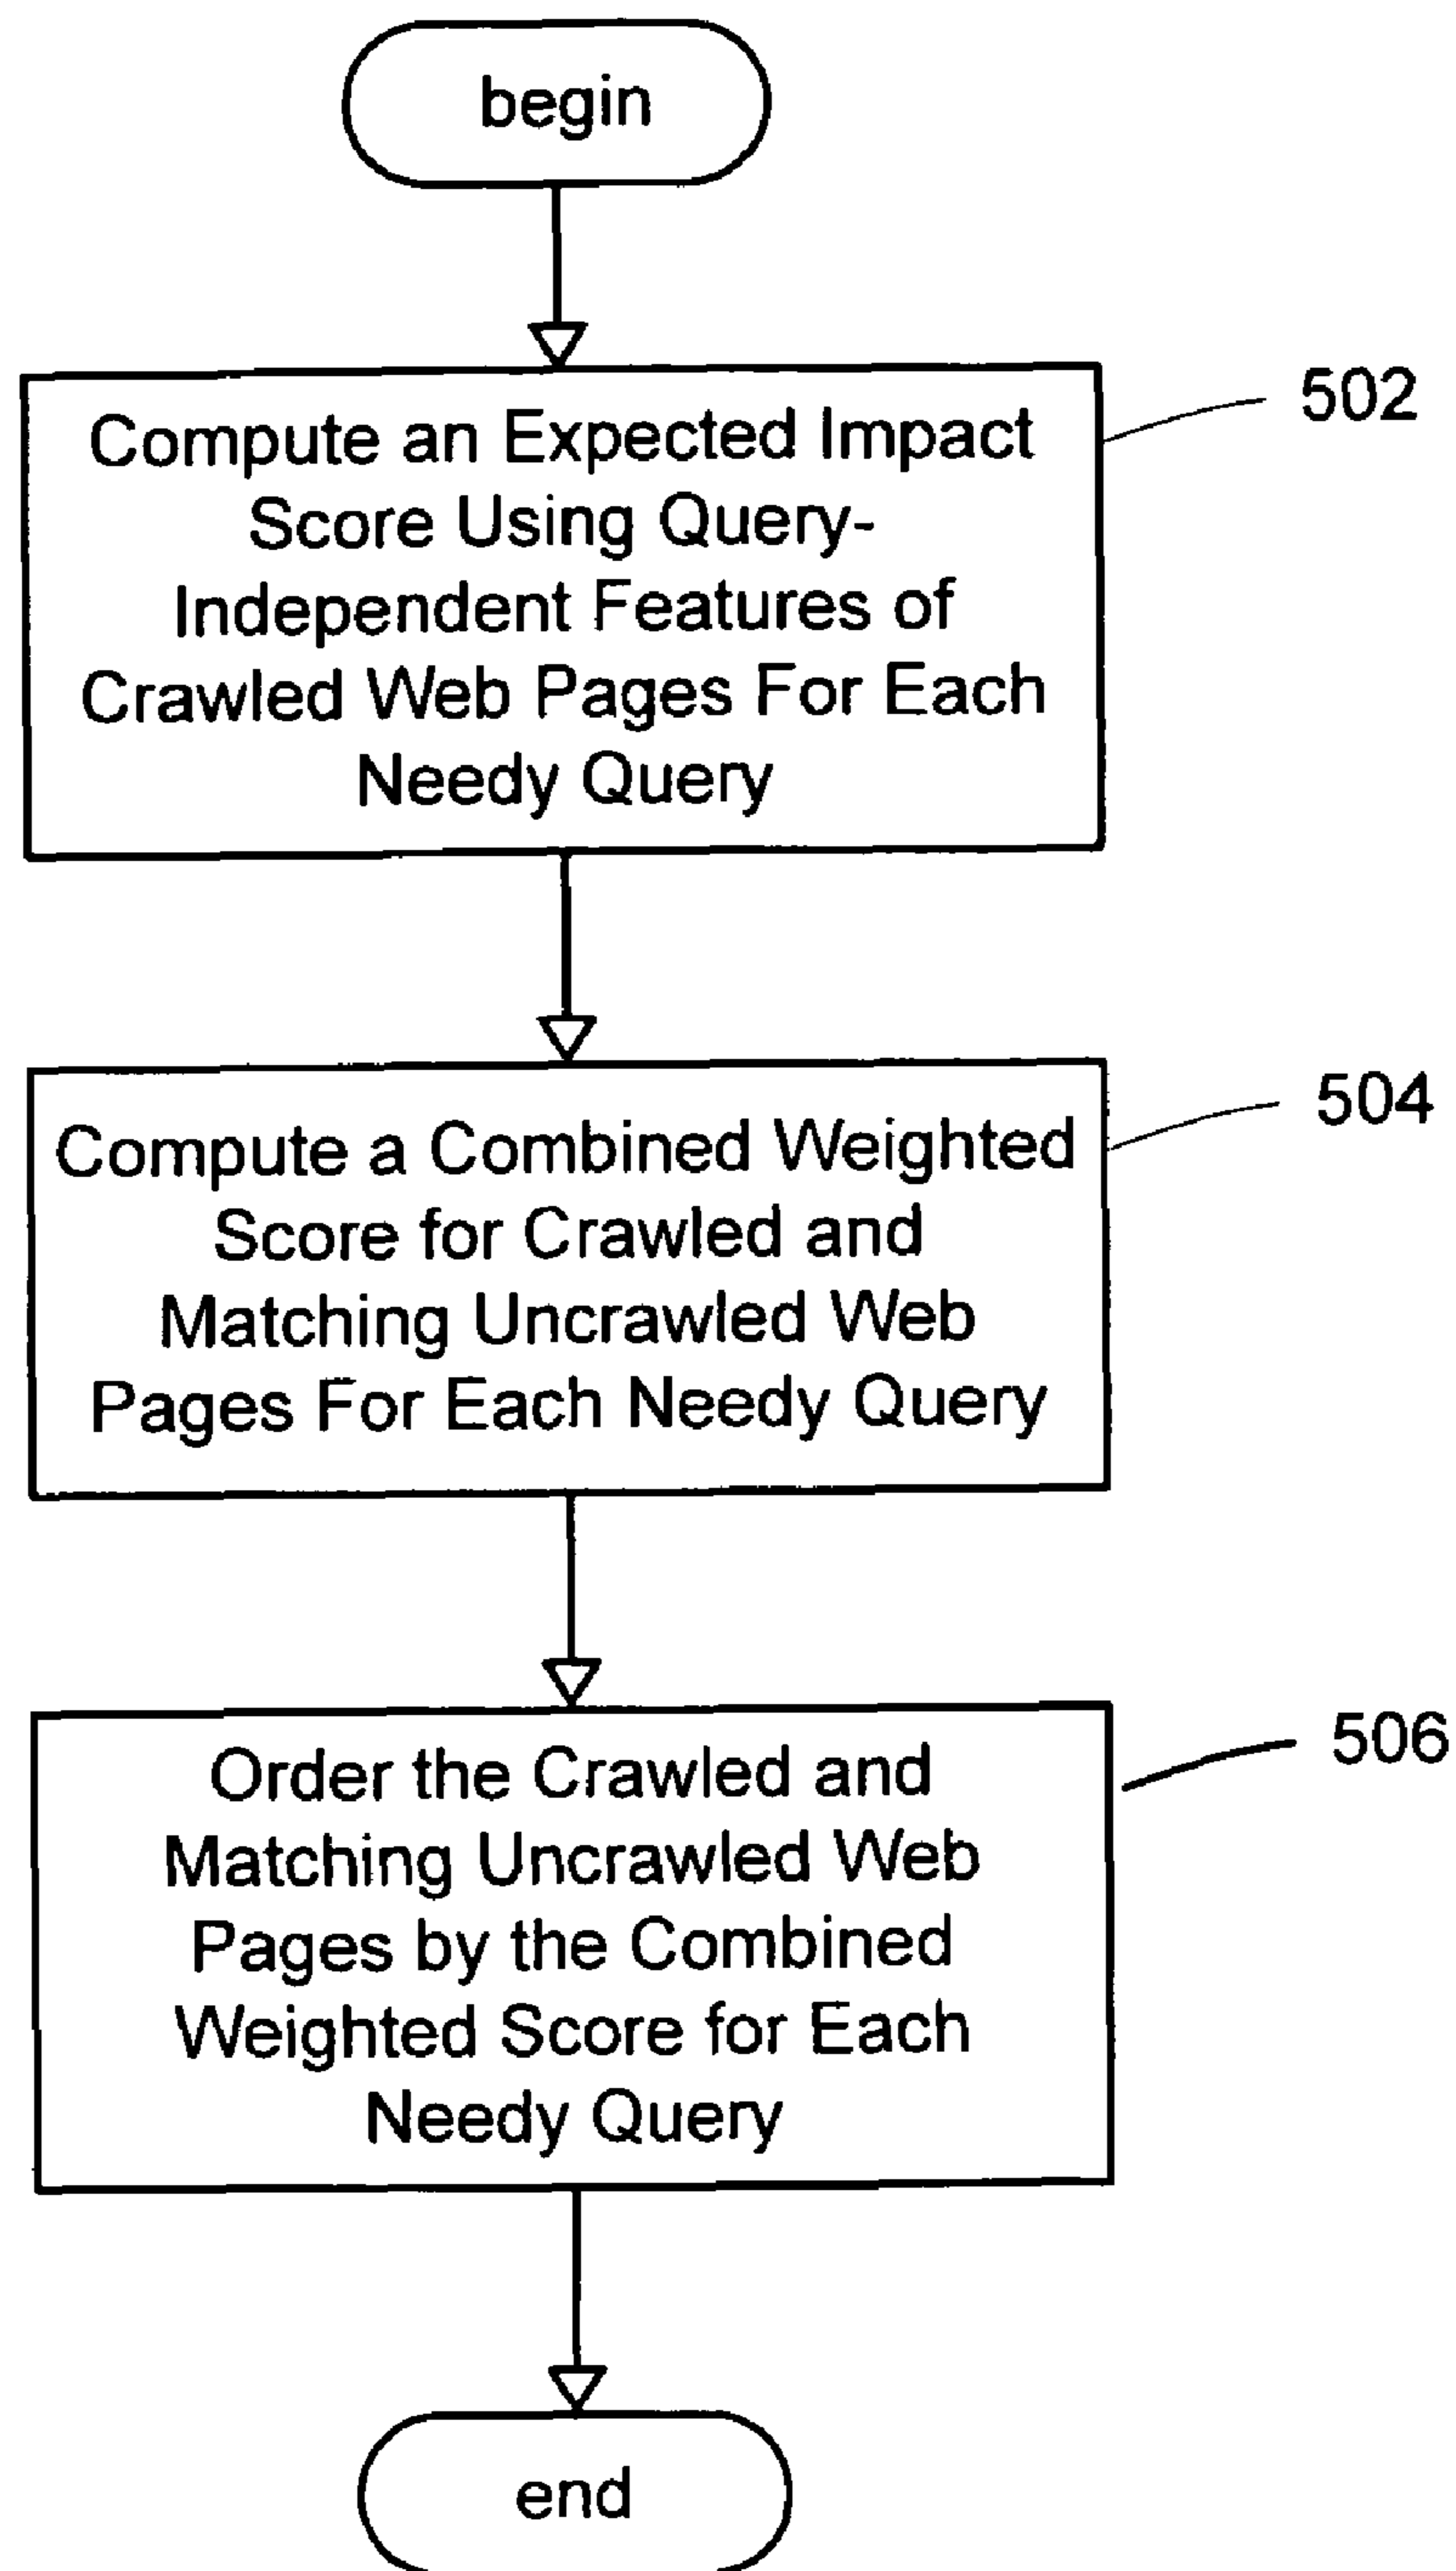 begin
Compute an Expected Impact
Score Using Query-
Independent Features of
Crawled Web Pages For Each
Needy Query
502
Compute a Combined Weighted
Score for Crawled and
Matching Uncrawled Web
Pages For Each Needy Query
504
Order the Crawled and
Matching Uncrawled Web
Pages by the Combined
Weighted Score for Each
Needy Query
506
end